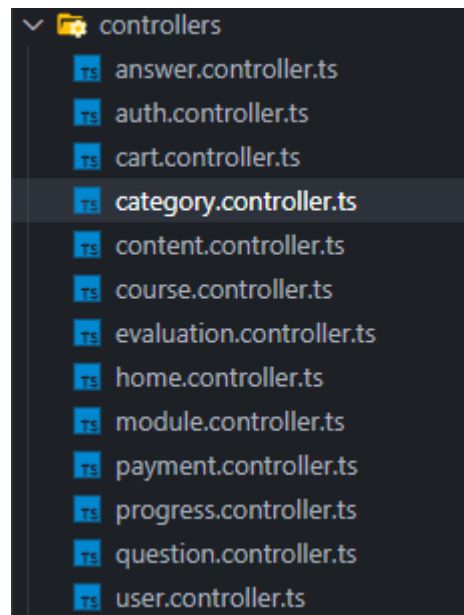 controllers
TS answer.controller.ts
TS auth.controller.ts
TS cart.controller.ts
TS category.controller.ts
TS content.controller.ts
TS course.controller.ts
TS evaluation.controller.ts
TS home.controller.ts
TS module.controller.ts
TS payment.controller.ts
TS progress.controller.ts
TS question.controller.ts
TS user.controller.ts